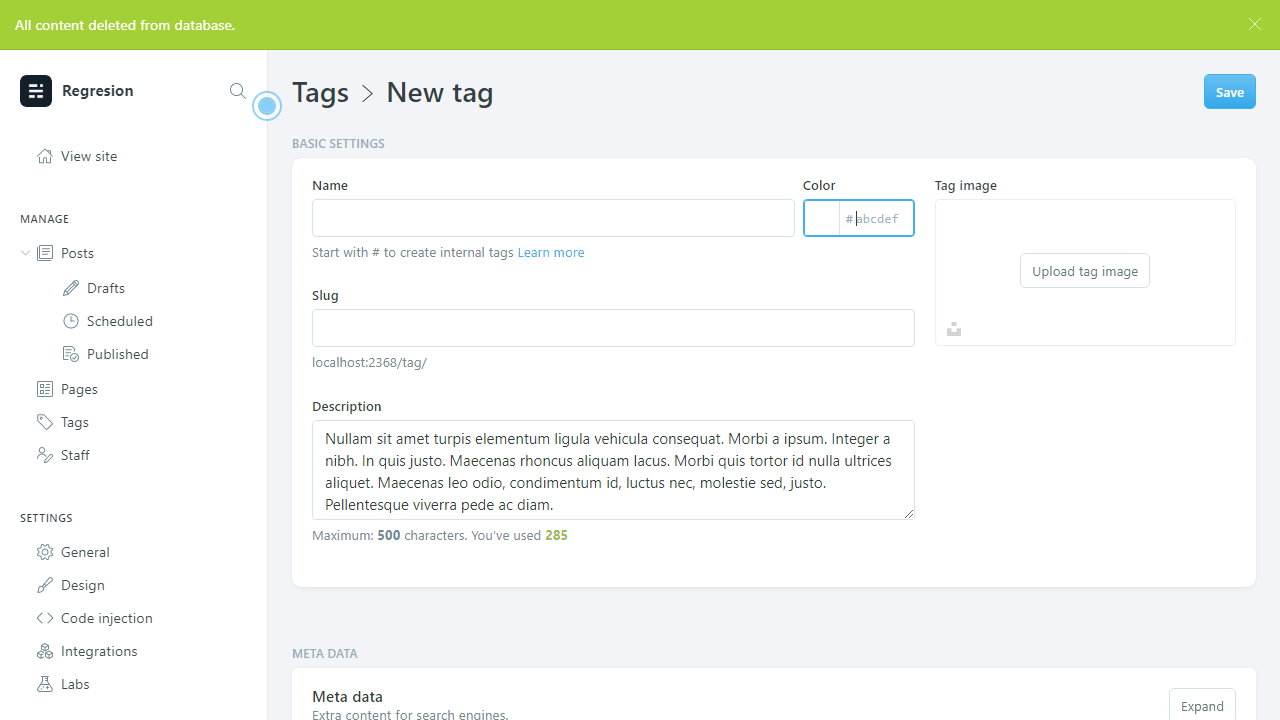 All content deleted from database.
Regresion
Tags > New tag
Save
View site
BASIC SETTINGS
Name
Color
Tag image
#abcdef
Start with # to create internal tags Learn more
Upload tag image
MANAGE
Posts
Drafts
Scheduled
Published
Pages
Tags
Staff
Slug
localhost:2368/tag/
Description
Nullam sit amet turpis elementum ligula vehicula consequat. Morbi a ipsum. Integer a
nibh. In quis justo. Maecenas rhoncus aliquam lacus. Morbi quis tortor id nulla ultrices
aliquet. Maecenas leo odio, condimentum id, luctus nec, molestie sed, justo.
Pellentesque viverra pede ac diam.
Maximum: 500 characters. You've used 285
SETTINGS
General
Design
Code injection
Integrations
Labs
META DATA
Meta data
Extra content for search engines.
Expand